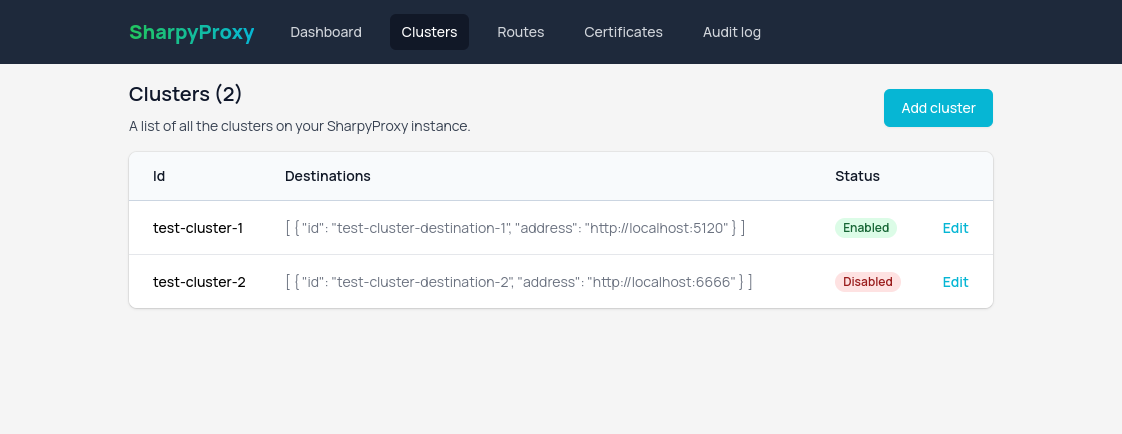 SharpyProxy Dashboard Clusters Routes Certificates Audit log
Clusters (2)
Add cluster
A list of all the clusters on your SharpyProxy instance.
Id Destinations Status
test-cluster-1 [ { "id": "test-cluster-destination-1", "address": "http://localhost:5120" } ] Enabled Edit
test-cluster-2 [ { "id": "test-cluster-destination-2", "address": "http://localhost:6666" } ] Disabled Edit